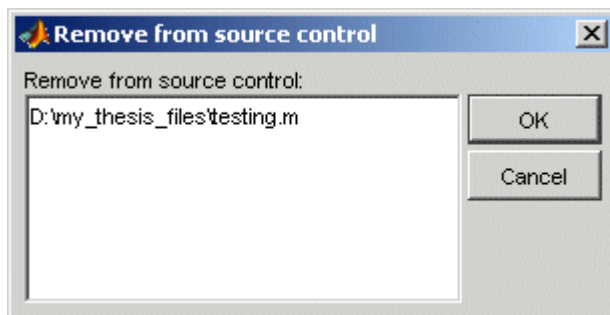 Remove from source control
Remove from source control:
D:\my_thesis_files\testing.m
OK
Cancel